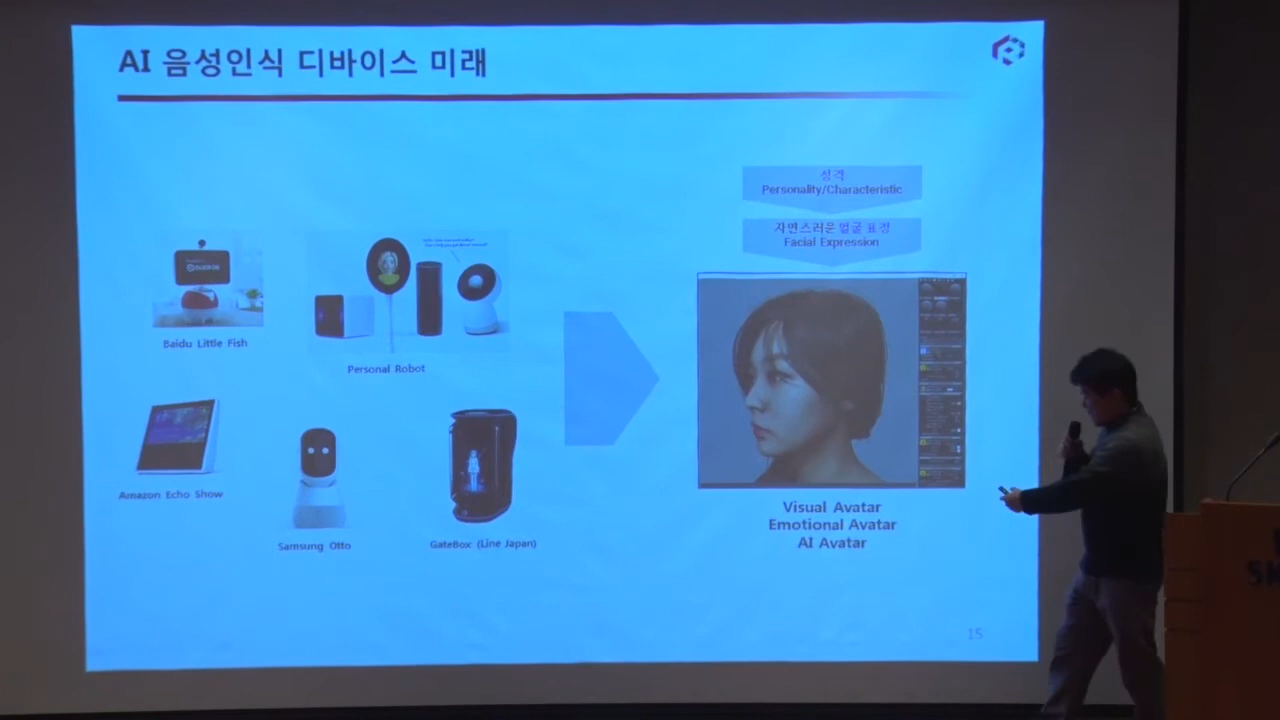 AI 음성인식 디바이스 미래
성격
Personality/Characteristic
자연스러운 얼굴 표정
Facial Expression
Baidu Little Fish
Personal Robot
Amazon Echo Show
Samsung Otto
GateBox (Line Japan)
Visual Avatar
Emotional Avatar
AI Avatar
15